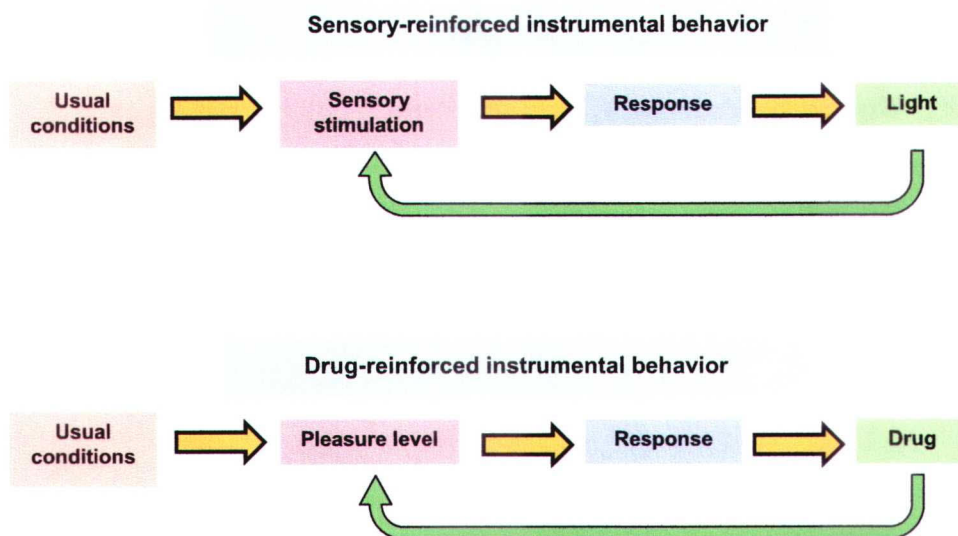 Sensory-reinforced instrumental behavior
Usual
conditions
Sensory
stimulation
Response
Light
Drug-reinforced instrumental behavior
Usual
conditions
Pleasure level
Response
Drug